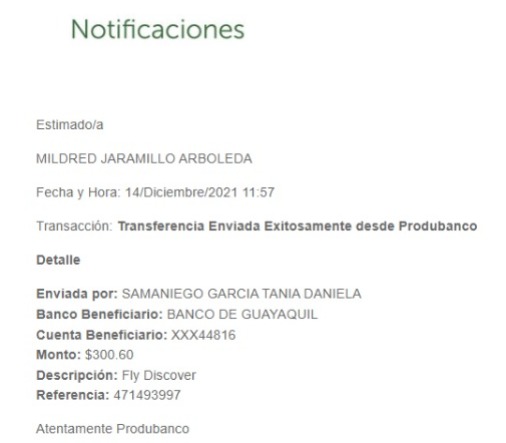 Notificaciones
Estimado/a
MILDRED JARAMILLO ARBOLEDA
Fecha y Hora: 14/Diciembre/2021 11:57
Transacción: Transferencia Enviada Exitosamente desde Produbanco
Detalle
Enviada por: SAMANIEGO GARCIA TANIA DANIELA
Banco Beneficiario: BANCO DE GUAYAQUIL
Cuenta Beneficiario: XXX44816
Monto: $300.60
Descripción: Fly Discover
Referencia: 471493997
Atentamente Produbanco